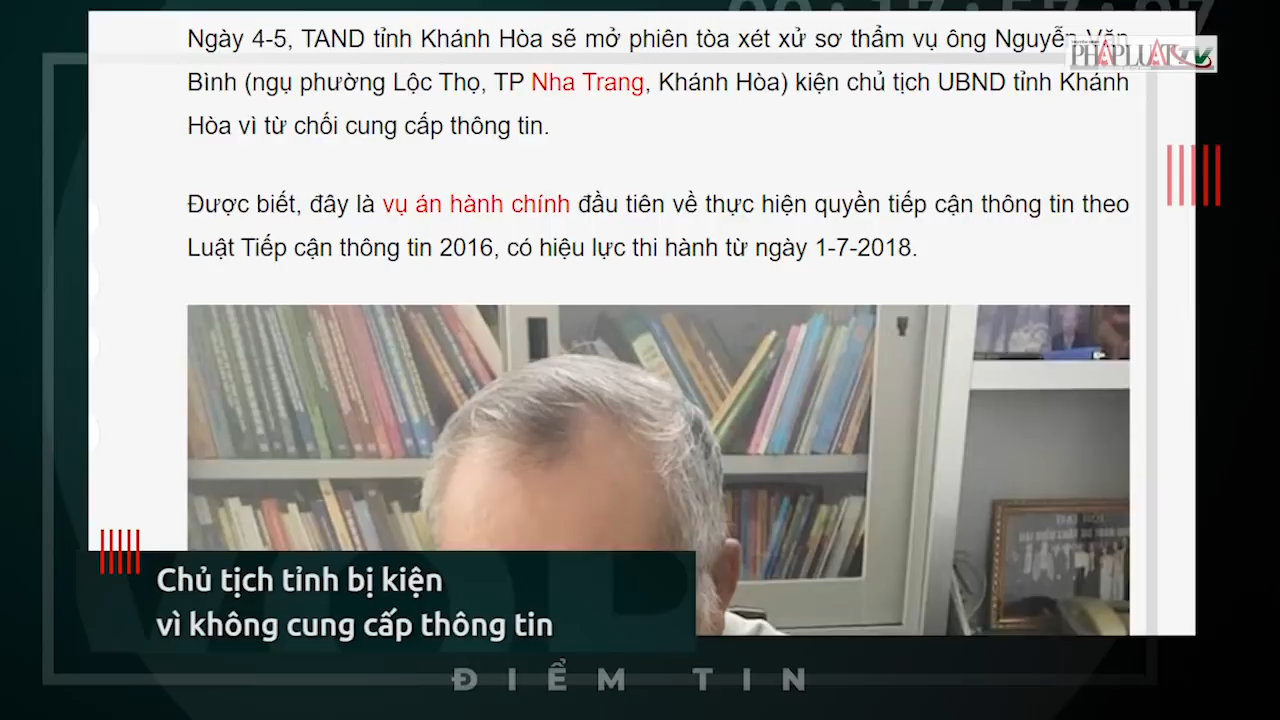 Ngày 4-5, TAND tỉnh Khánh Hòa sẽ mở phiên tòa xét xử sơ thẩm vụ ông Nguyễn Văn
PHÁPLUẬT TV
Bình (ngụ phường Lộc Thọ, TP Nha Trang, Khánh Hòa) kiện chủ tịch UBND tỉnh Khánh
Hòa vì từ chối cung cấp thông tin.
Được biết, đây là vụ án hành chính đầu tiên về thực hiện quyền tiếp cận thông tin theo
Luật Tiếp cận thông tin 2016, có hiệu lực thi hành từ ngày 1-7-2018.
Chủ tịch tỉnh bị kiện
vì không cung cấp thông tin
ĐIỂM TIN